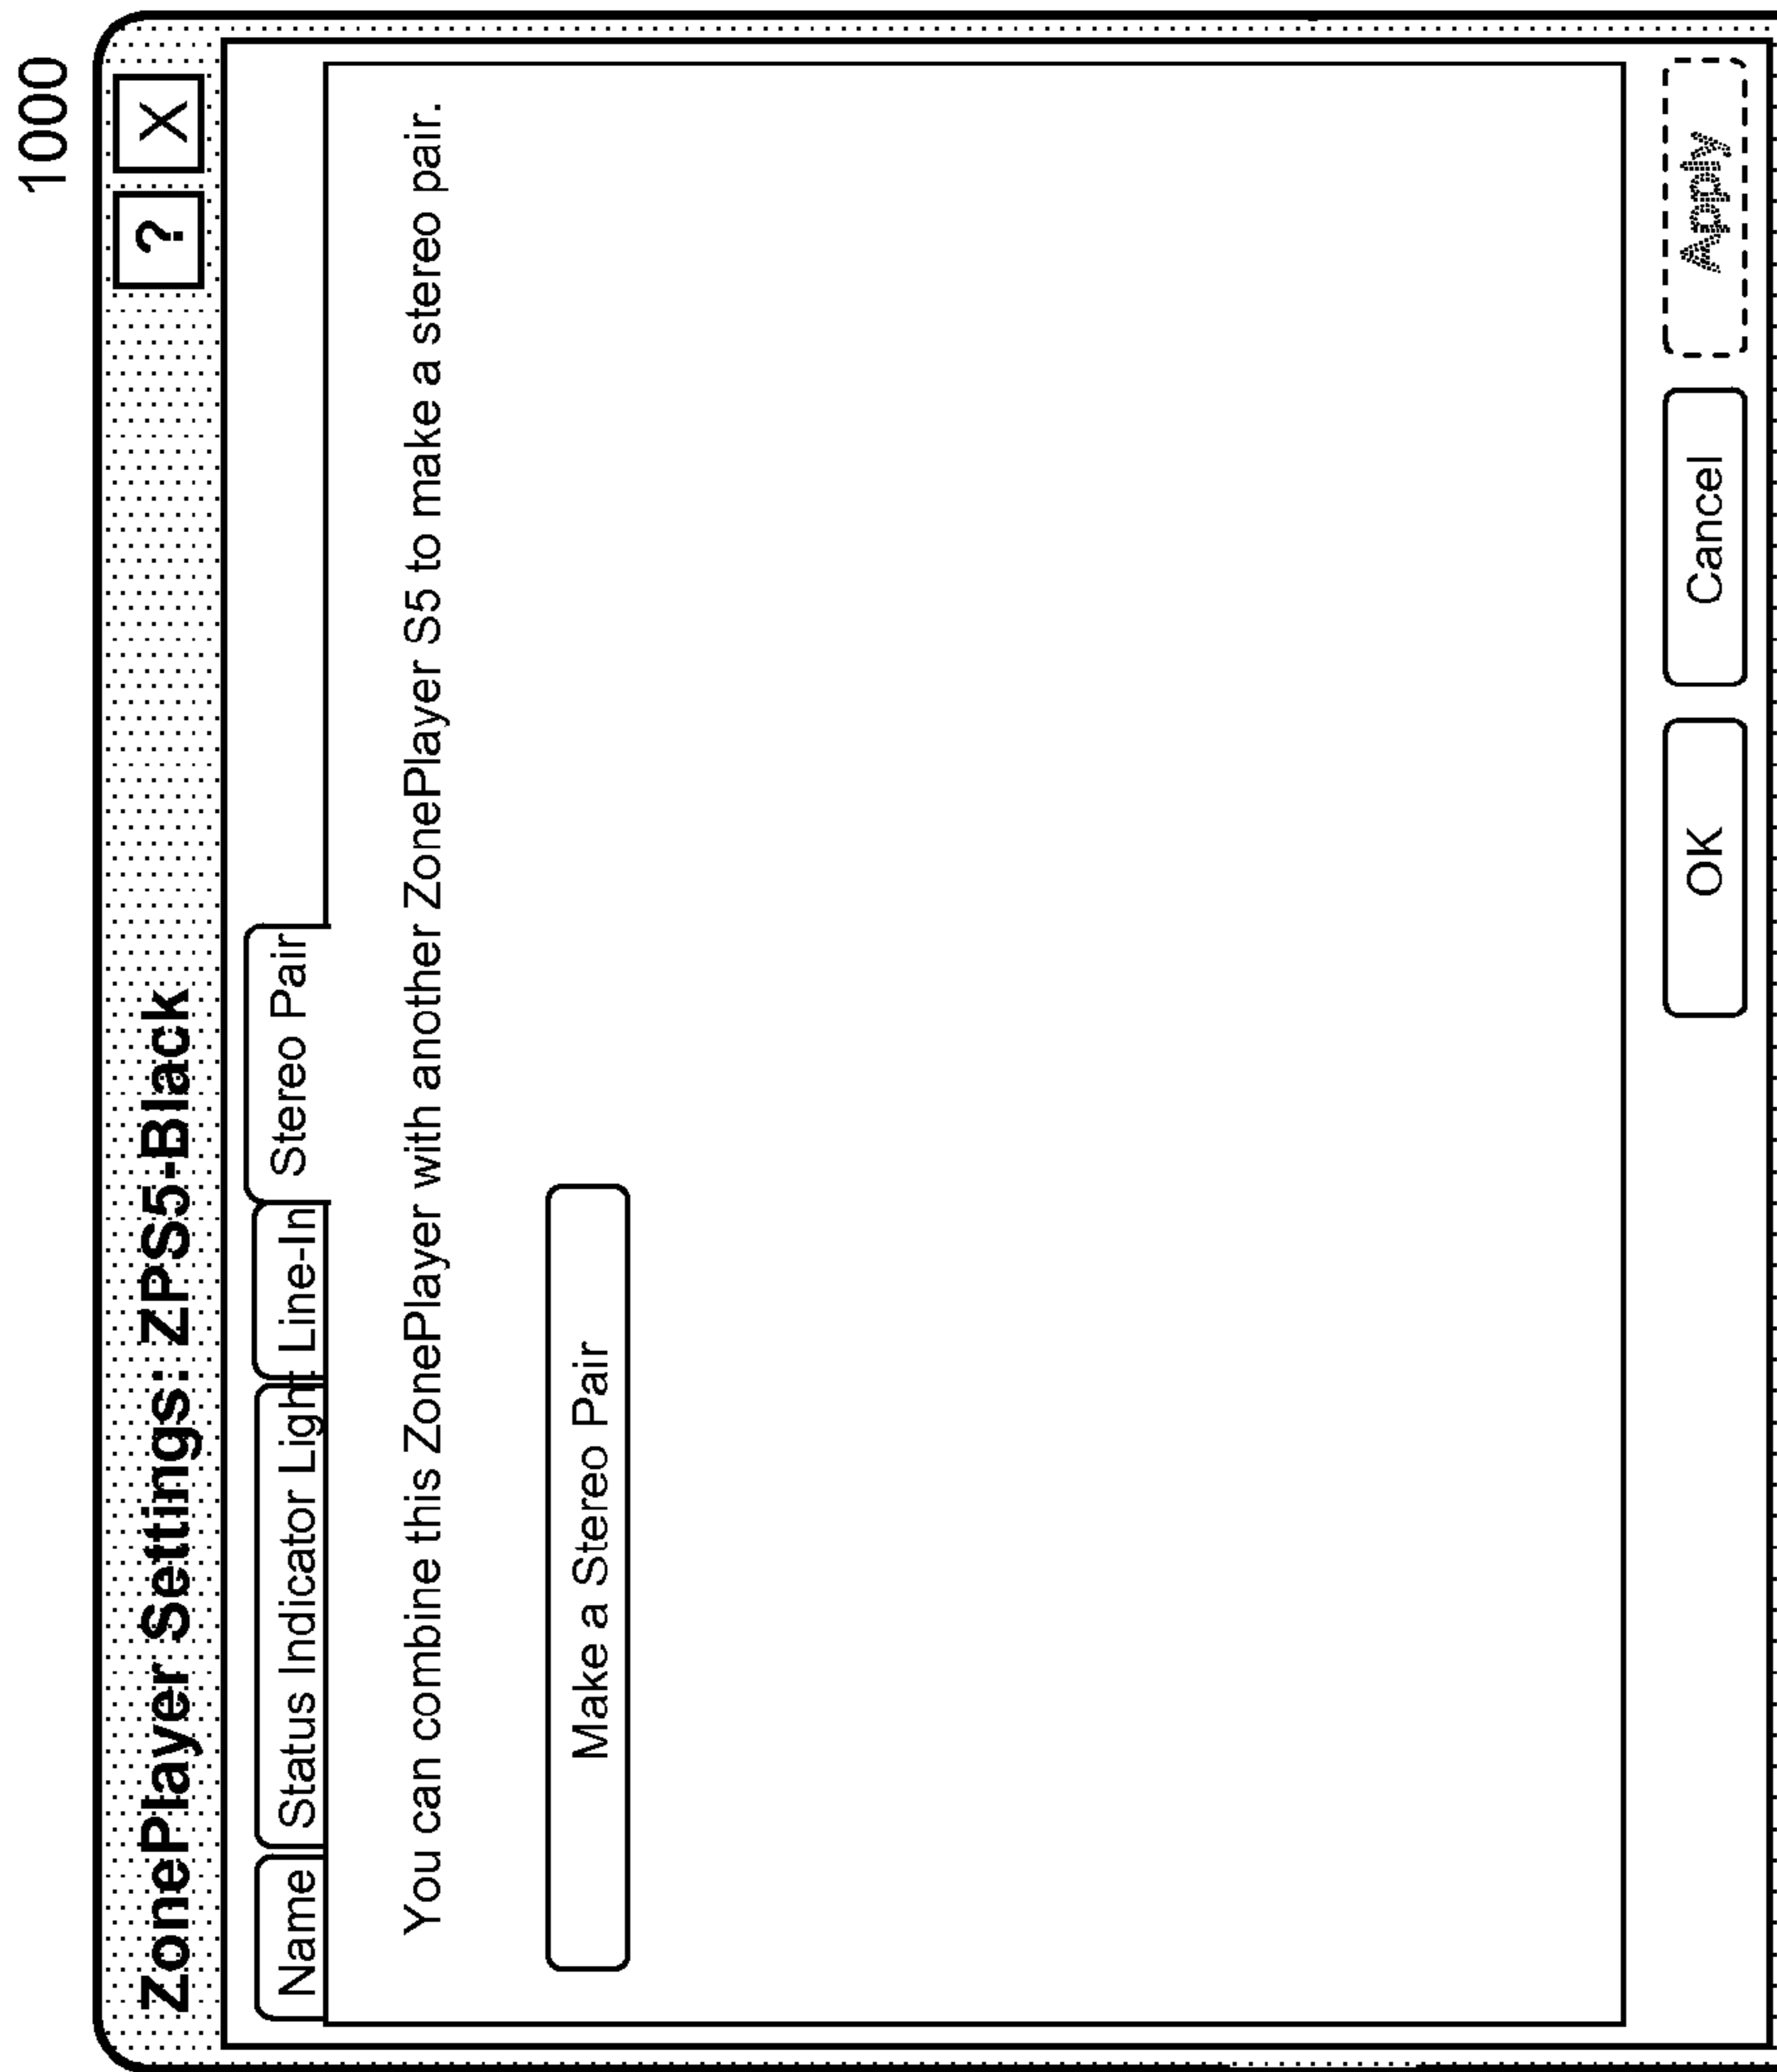 1000
ZonePlayer Settings: ZPS5-Black ? X
Name Status Indicator Light Line-In Stereo Pair
You can combine this ZonePlayer with another ZonePlayer S5 to make a stereo pair.
Make a Stereo Pair
OK Cancel Apply